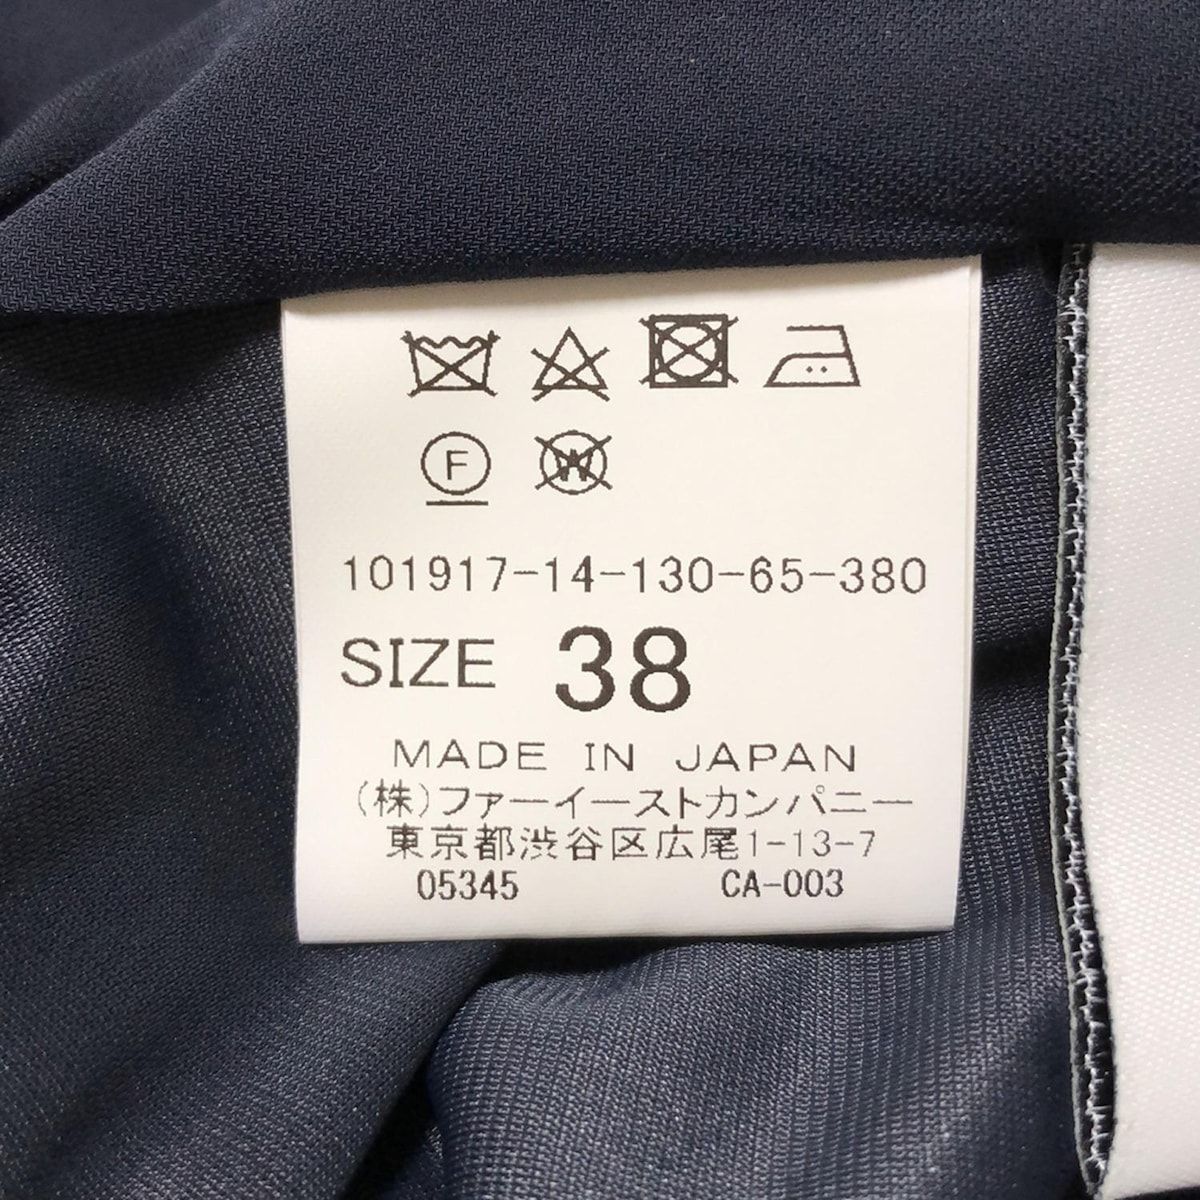 F W
101917-14-130-65-380
SIZE 38
MADE IN JAPAN
(株)ファーイーストカンパニー
東京都渋谷区広尾1-13-7
05345 CA-003